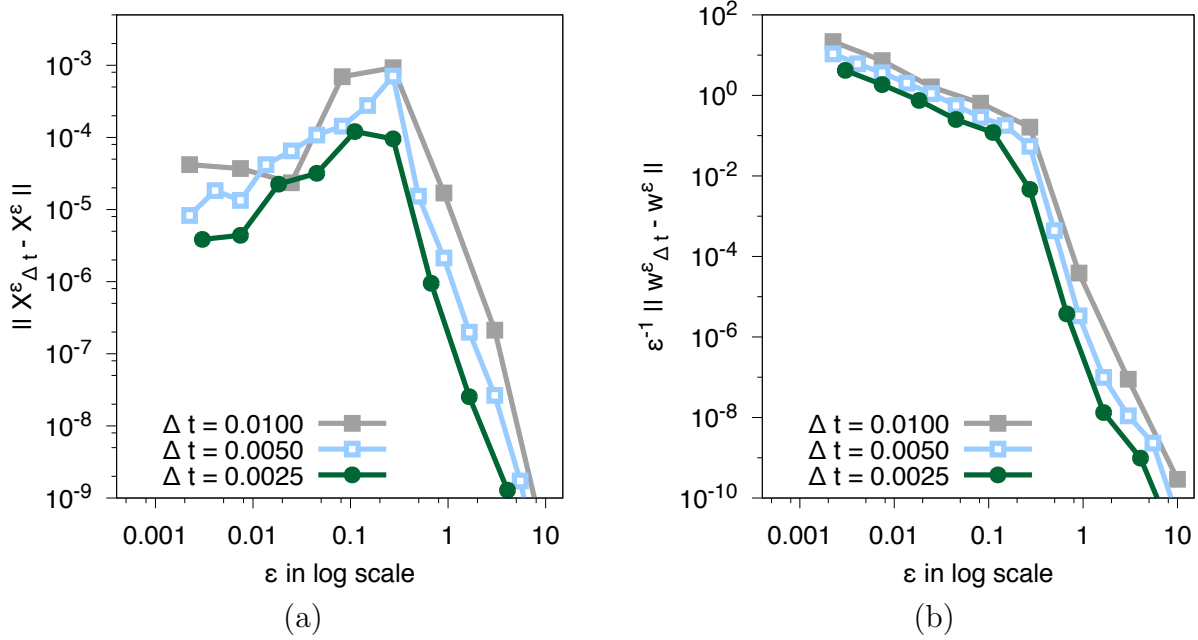 || X^ε_Δ t - X^ε ||
10^-3
10^-4
10^-5
10^-6
10^-7
10^-8
10^-9
Δ t = 0.0100
Δ t = 0.0050
Δ t = 0.0025
0.001 0.01 0.1 1 10
ε in log scale
(a)
ε^-1 || w^ε_Δ t - w^ε ||
10^2
10^0
10^-2
10^-4
10^-6
10^-8
10^-10
Δ t = 0.0100
Δ t = 0.0050
Δ t = 0.0025
0.001 0.01 0.1 1 10
ε in log scale
(b)